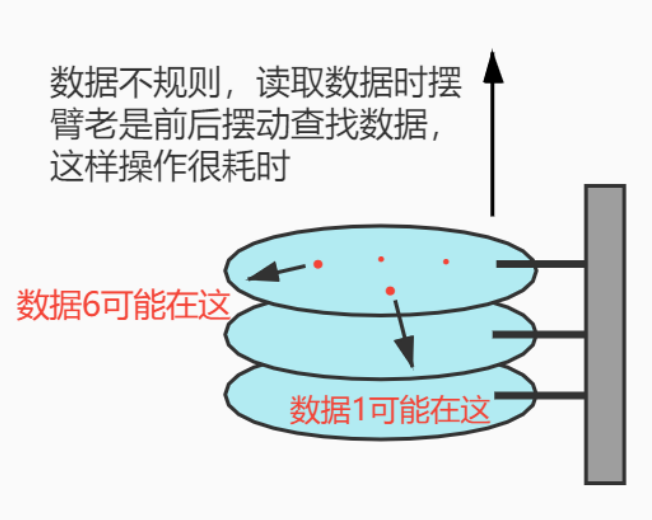 数据不规则，读取数据时摆
臂老是前后摆动查找数据，
这样操作很耗时
数据6可能在这
数据1可能在这